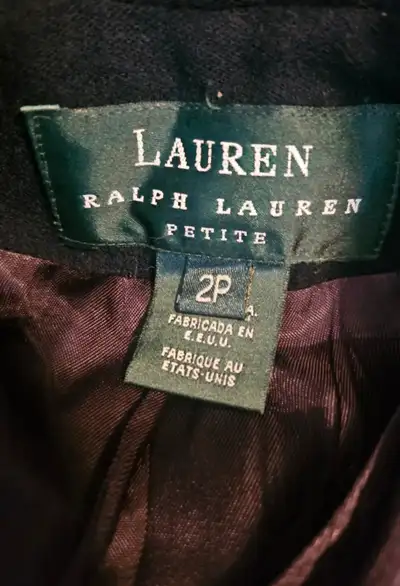 LAUREN
RALPH LAUREN
PETITE
2P
A.
FABRICADA EN
E.E.U.U.
FABRIQUE AU
ETATS-UNIS